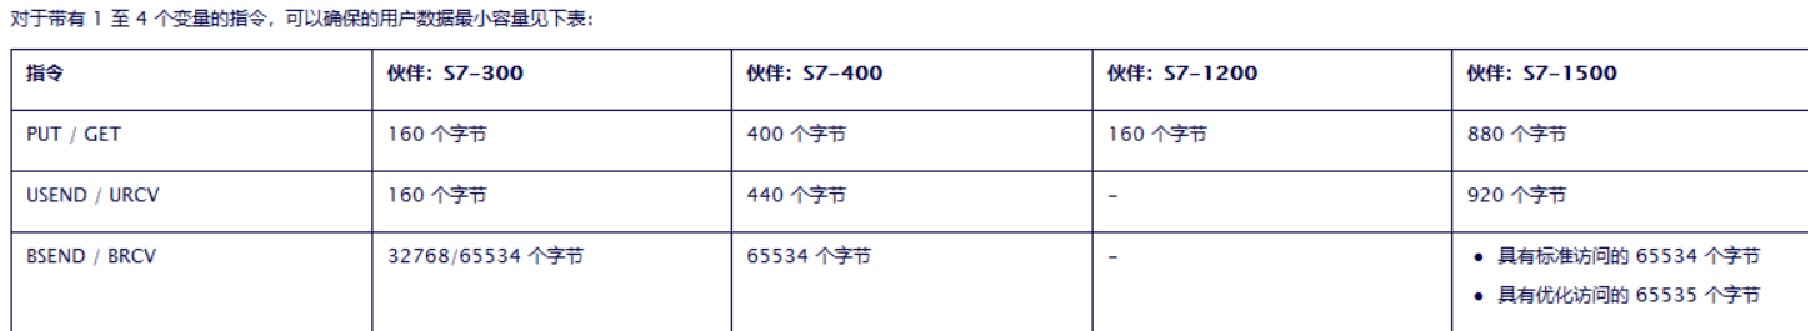 对于带有 1 至 4 个变量的指令，可以确保的用户数据最小容量见下表：
指令 伙伴：S7-300 伙伴：S7-400 伙伴：S7-1200 伙伴：S7-1500
PUT / GET 160 个字节 400 个字节 160 个字节 880 个字节
USEND / URCV 160 个字节 440 个字节 - 920 个字节
BSEND / BRCV 32768/65534 个字节 65534 个字节 - • 具有标准访问的 65534 个字节
• 具有优化访问的 65535 个字节